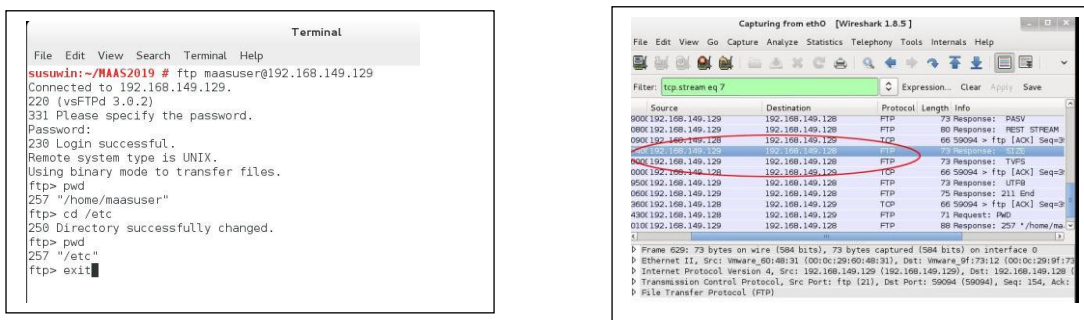 Terminal
File Edit View Search Terminal Help
susuwin:~/MAAS2019 # ftp maasuser@192.168.149.129
Connected to 192.168.149.129.
220 (vsFTPd 3.0.2)
331 Please specify the password.
Password:
230 Login successful.
Remote system type is UNIX.
Using binary mode to transfer files.
ftp> pwd
257 "/home/maasuser"
ftp> cd /etc
250 Directory successfully changed.
ftp> pwd
257 "/etc"
ftp> exit
Capturing from eth0 [Wireshark 1.8.5 ]
File Edit View Go Capture Analyze Statistics Telephony Tools Internals Help
Filter: tcp.stream eq 7 Expression... Clear Apply Save
Source Destination Protocol Length Info
192.168.149.129 192.168.149.128 FTP 73 Response: PASV
192.168.149.129 192.168.149.128 FTP 80 Response: REST STREAM
192.168.149.128 192.168.149.129 TCP 66 59094 > ftp [ACK]
192.168.149.129 192.168.149.128 FTP 73 Response: SIZE
192.168.149.129 192.168.149.128 FTP 73 Response: TVFS
192.168.149.128 192.168.149.129 TCP 66 59094 > ftp [ACK]
192.168.149.129 192.168.149.128 FTP 73 Response: UTF8
192.168.149.129 192.168.149.128 FTP 75 Response: 211 End
192.168.149.128 192.168.149.129 TCP 66 59094 > ftp [ACK]
192.168.149.128 192.168.149.129 FTP 71 Request: PWD
192.168.149.129 192.168.149.128 FTP 88 Response: 257 "/home/ma
Frame 629: 73 bytes on wire (584 bits), 73 bytes captured (584 bits) on interface 0
Ethernet II, Src: Vmware_60:48:31 (00:0c:29:60:48:31), Dst: Vmware_9f:73:12 (00:0c:29:9f:73
Internet Protocol Version 4, Src: 192.168.149.129 (192.168.149.129), Dst: 192.168.149.128 (
Transmission Control Protocol, Src Port: ftp (21), Dst Port: 59094 (59094), Seq: 154, Ack:
File Transfer Protocol (FTP)